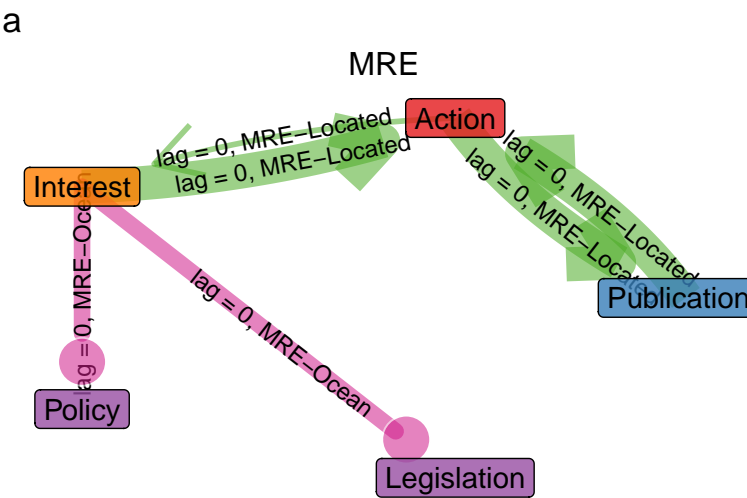 a
MRE
Action
lag = 0, MRE−Located
lag = 0, MRE−Located
lag = 0, MRE−Located
lag = 0, MRE−Located
Interest
lag = 0, MRE−Ocean
lag = 0, MRE−Ocean
Publication
Policy
Legislation